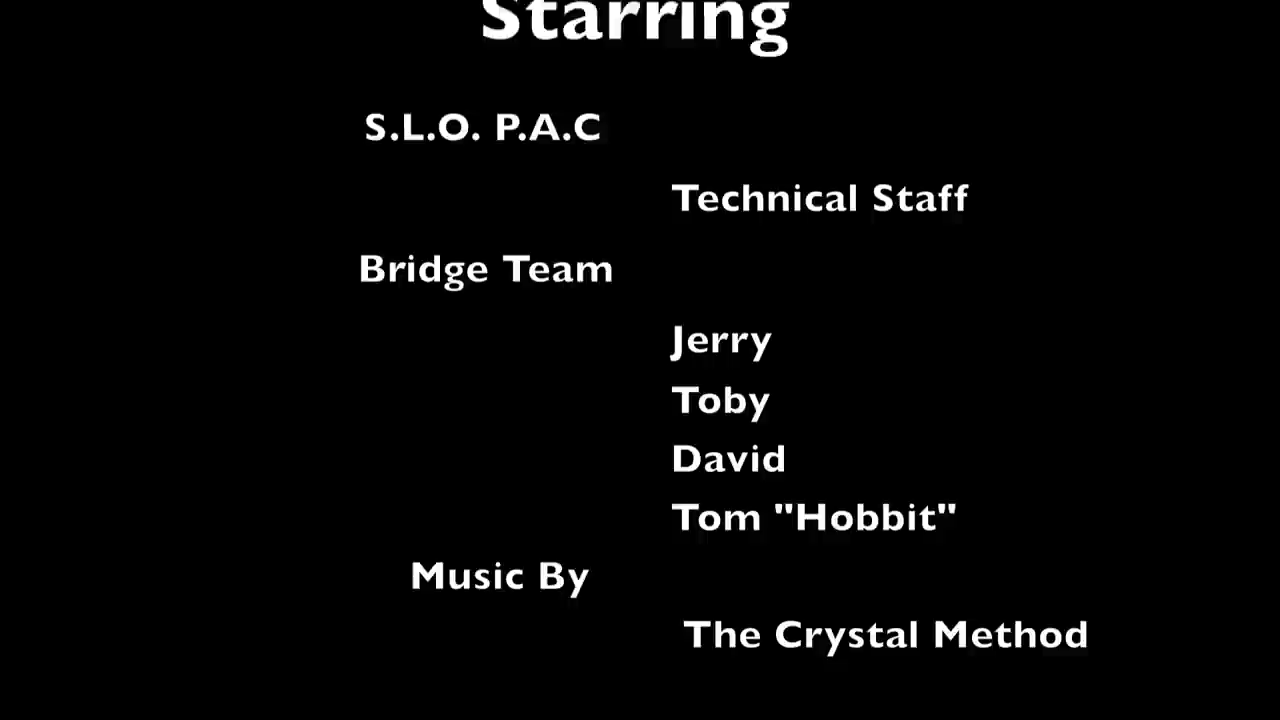 Starring
S.L.O. P.A.C
Technical Staff
Bridge Team
Jerry
Toby
David
Tom "Hobbit"
Music By
The Crystal Method